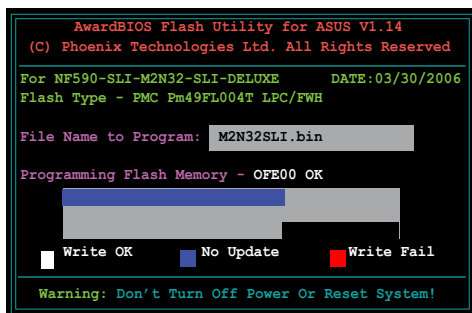 AwardBIOS Flash Utility for ASUS V1.14
(C) Phoenix Technologies Ltd. All Rights Reserved
For NF590-SLI-M2N32-SLI-DELUXE DATE:03/30/2006
Flash Type - PMC Pm49FL004T LPC/FWH
File Name to Program: M2N32SLI.bin
Programming Flash Memory - OFE00 OK
Write OK No Update Write Fail
Warning: Don't Turn Off Power Or Reset System!